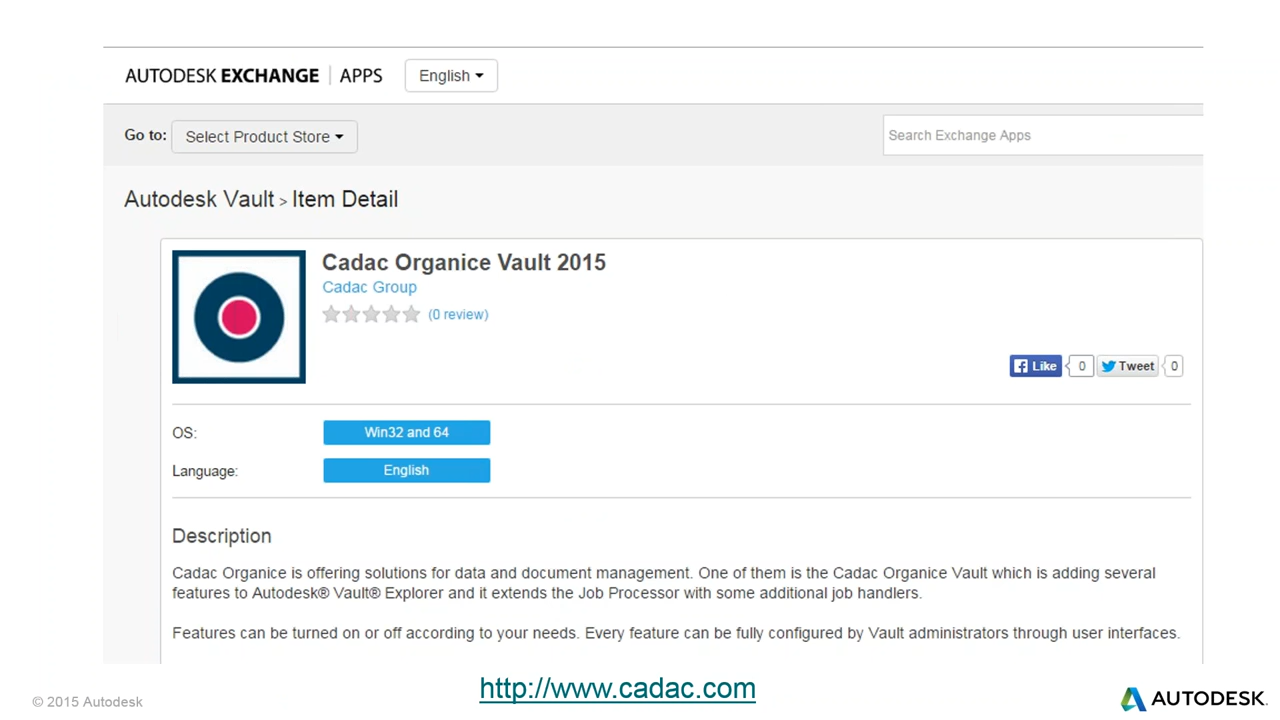 AUTODESK EXCHANGE | APPS English
Go to: Select Product Store Search Exchange Apps
Autodesk Vault > Item Detail
Cadac Organice Vault 2015
Cadac Group
(0 review)
Like 0 Tweet 0
OS: Win32 and 64
Language: English
Description
Cadac Organice is offering solutions for data and document management. One of them is the Cadac Organice Vault which is adding several
features to Autodesk® Vault® Explorer and it extends the Job Processor with some additional job handlers.
Features can be turned on or off according to your needs. Every feature can be fully configured by Vault administrators through user interfaces.
http://www.cadac.com
© 2015 Autodesk AUTODESK.